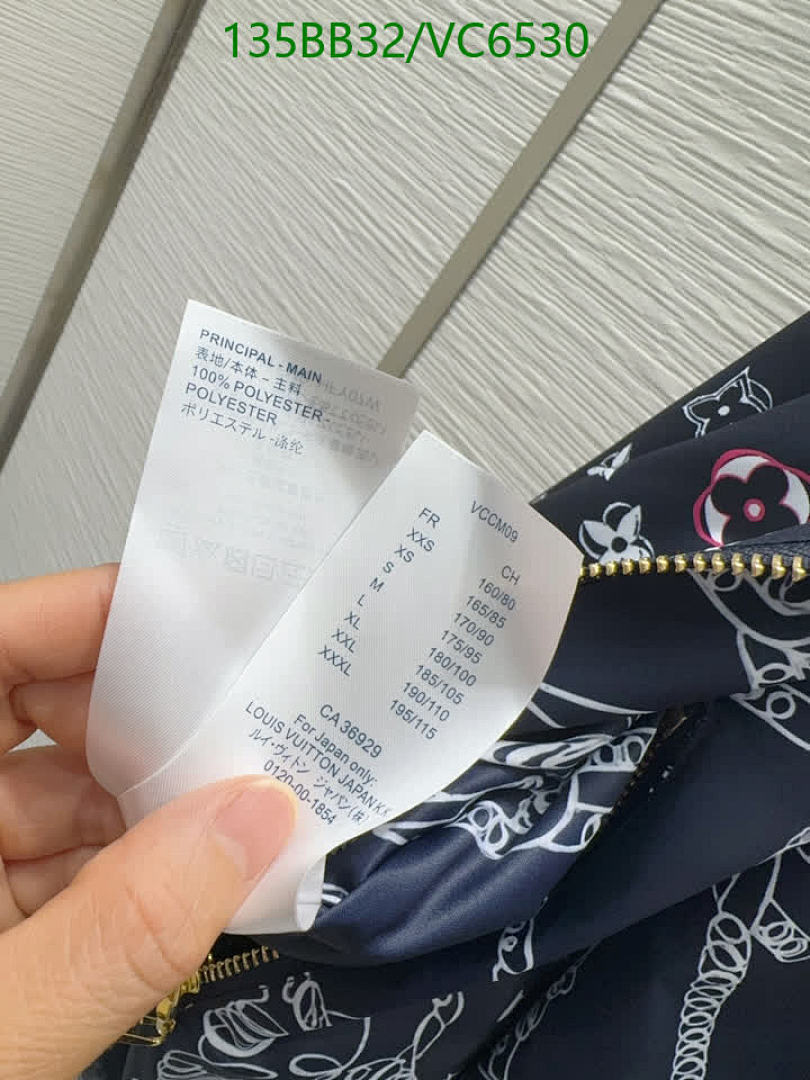 135BB32/VC6530
PRINCIPAL - MAIN
表地/本体 - 主料
100% POLYESTER -
POLYESTER
ポリエステル -涤纶
VCCM09
FR CH
XXS 160/80
XS 165/85
S 170/90
M 175/95
L 180/100
XL 185/105
XXL 190/110
XXXL 195/115
CA 36929
For Japan only:
LOUIS VUITTON JAPAN K.K
ルイ・ヴィトン ジャパン(株)
0120-00-1854